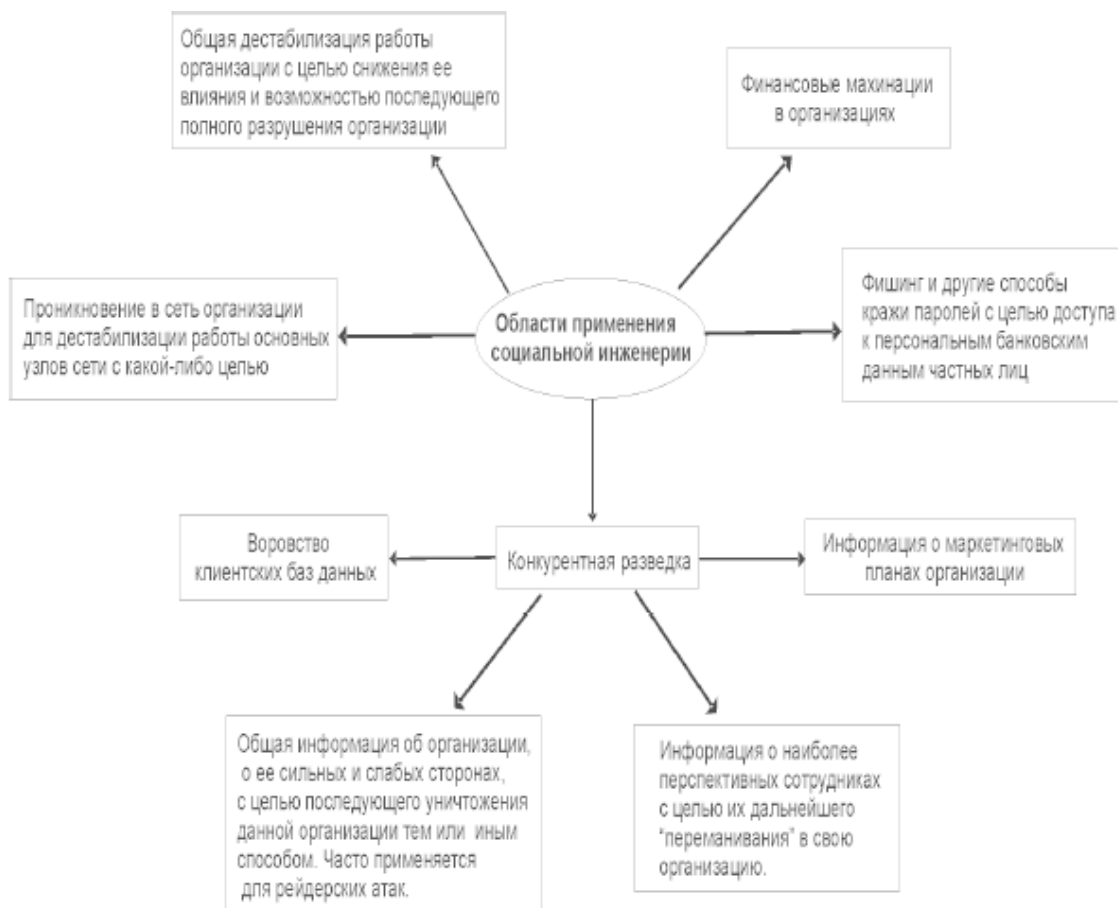 Общая дестабилизация работы
организации с целью снижения ее
влияния и возможностью последующего
полного разрушения организации
Финансовые махинации
в организациях
Проникновение в сеть организации
для дестабилизации работы основных
узлов сети с какой-либо целью
Области применения
социальной инженерии
Фишинг и другие способы
кражи паролей с целью доступа
к персональным банковским
данным частных лиц
Воровство
клиентских баз данных
Конкурентная разведка
Информация о маркетинговых
планах организации
Общая информация об организации,
о ее сильных и слабых сторонах,
с целью последующего уничтожения
данной организации тем или иным
способом. Часто применяется
для рейдерских атак.
Информация о наиболее
перспективных сотрудниках
с целью их дальнейшего
“переманивания” в свою
организацию.